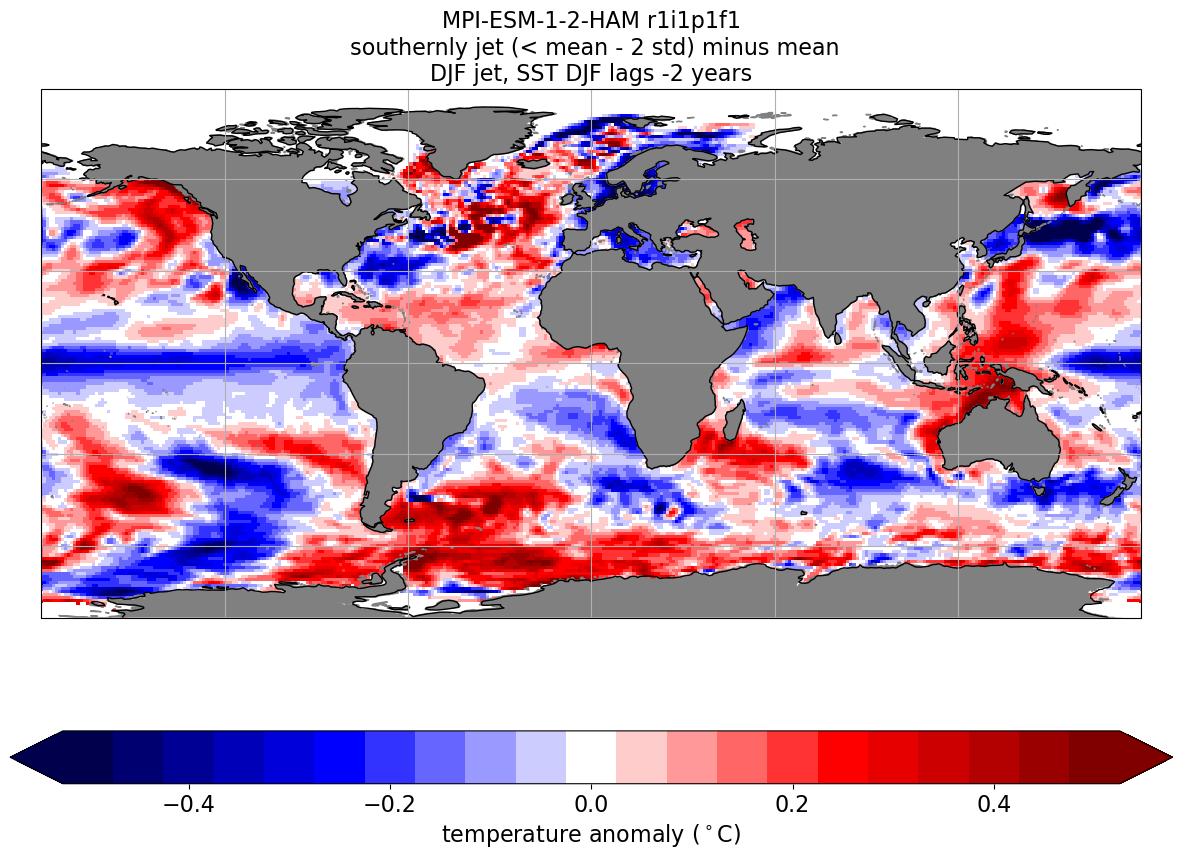 MPI-ESM-1-2-HAM r1i1p1f1
southernly jet (< mean - 2 std) minus mean
DJF jet, SST DJF lags -2 years
−0.4 −0.2 0.0 0.2 0.4
temperature anomaly (∘C)